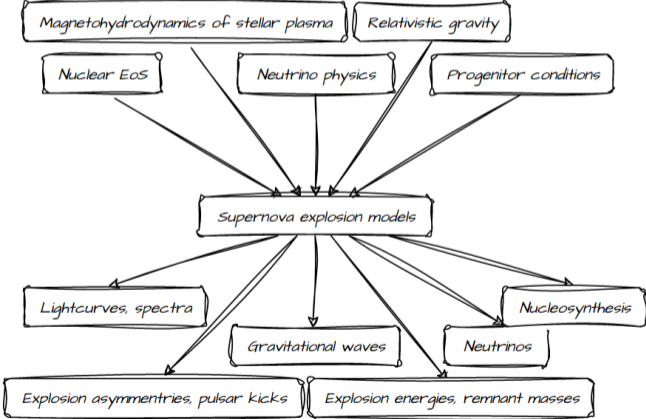 Magnetohydrodynamics of stellar plasma
Relativistic gravity
Nuclear EoS
Neutrino physics
Progenitor conditions
Supernova explosion models
Lightcurves, spectra
Nucleosynthesis
Gravitational waves
Neutrinos
Explosion asymmentries, pulsar kicks
Explosion energies, remnant masses